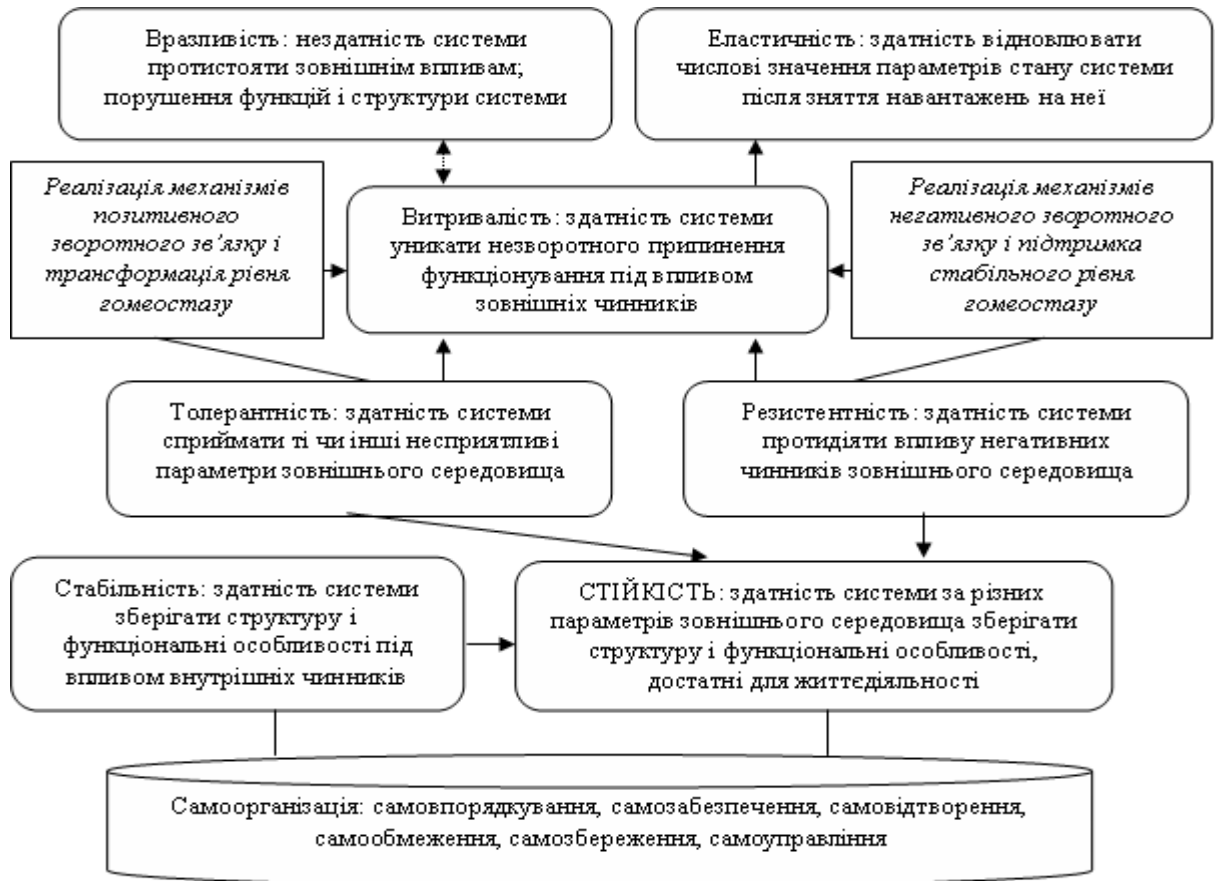 Вразливість: нездатність системи
протистояти зовнішнім впливам;
порушення функцій і структури системи
Еластичність: здатність відновлювати
числові значення параметрів стану системи
після зняття навантажень на неї
Реалізація механізмів
позитивного
зворотного зв’язку і
трансформація рівня
гомеостазу
Витривалість: здатність системи
уникати незворотного припинення
функціонування під впливом
зовнішніх чинників
Реалізація механізмів
негативного зворотного
зв’язку і підтримка
стабільного рівня
гомеостазу
Толерантність: здатність системи
сприймати ті чи інші несприятливі
параметри зовнішнього середовища
Резистентність: здатність системи
протидіяти впливу негативних
чинників зовнішнього середовища
Стабільність: здатність системи
зберігати структуру і
функціональні особливості під
впливом внутрішніх чинників
СТІЙКІСТЬ: здатність системи за різних
параметрів зовнішнього середовища зберігати
структуру і функціональні особливості,
достатні для життєдіяльності
Самоорганізація: самовпорядкування, самозабезпечення, самовідтворення,
самообмеження, самозбереження, самоуправління